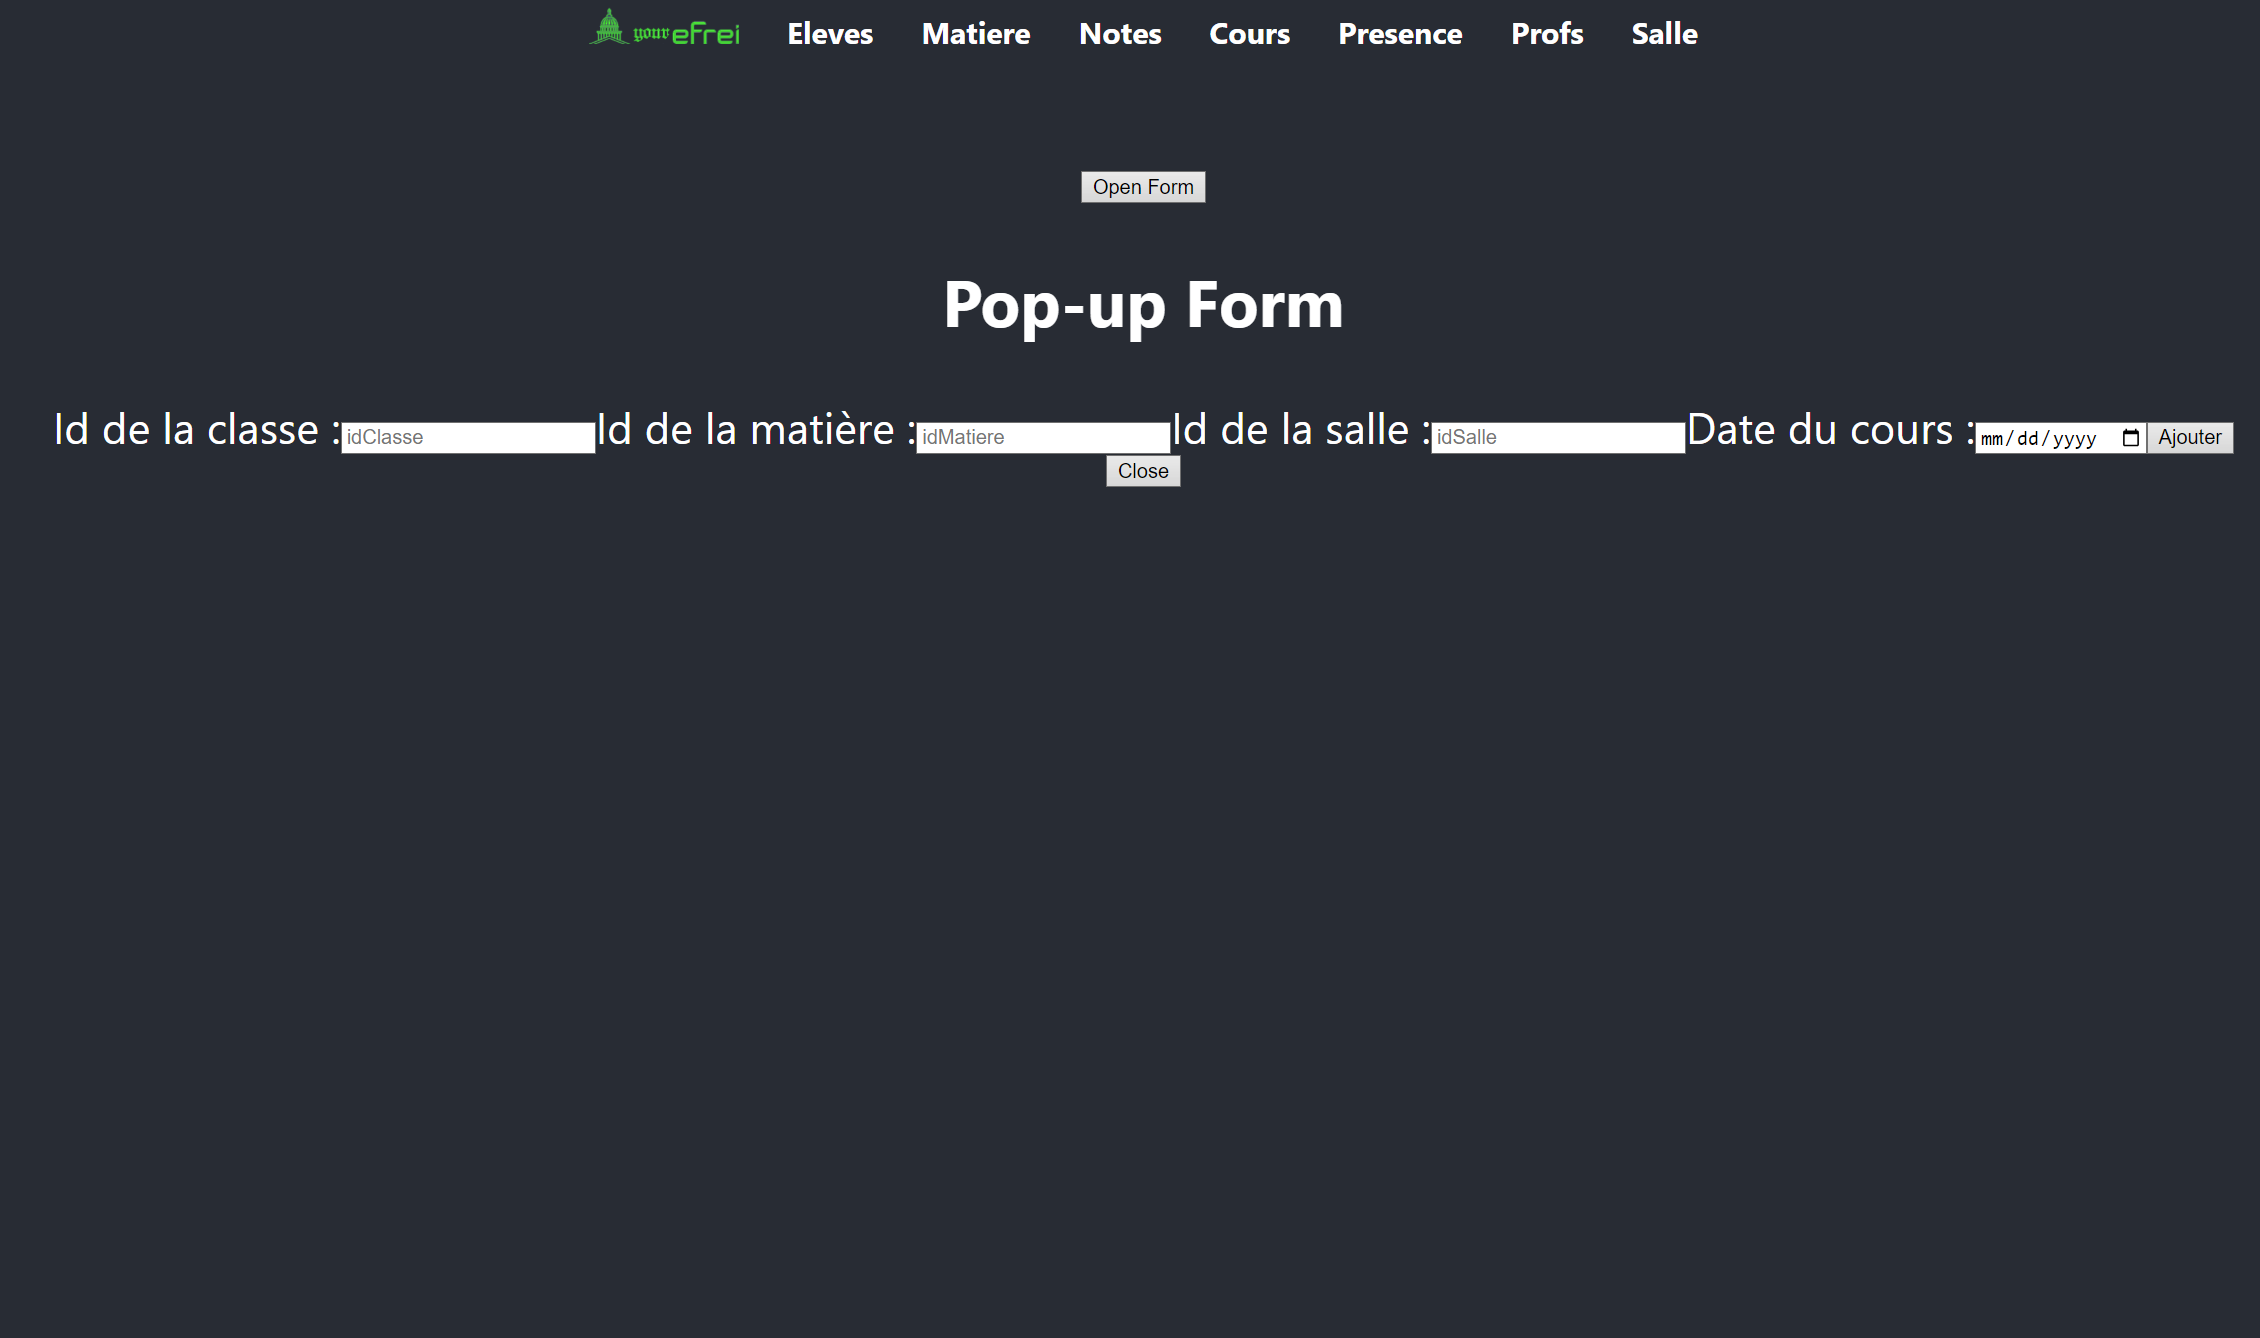 your efrei Eleves Matiere Notes Cours Presence Profs Salle
Open Form
Pop-up Form
Id de la classe : idClasse Id de la matière : idMatiere Id de la salle : idSalle Date du cours : mm/dd/yyyy Ajouter
Close